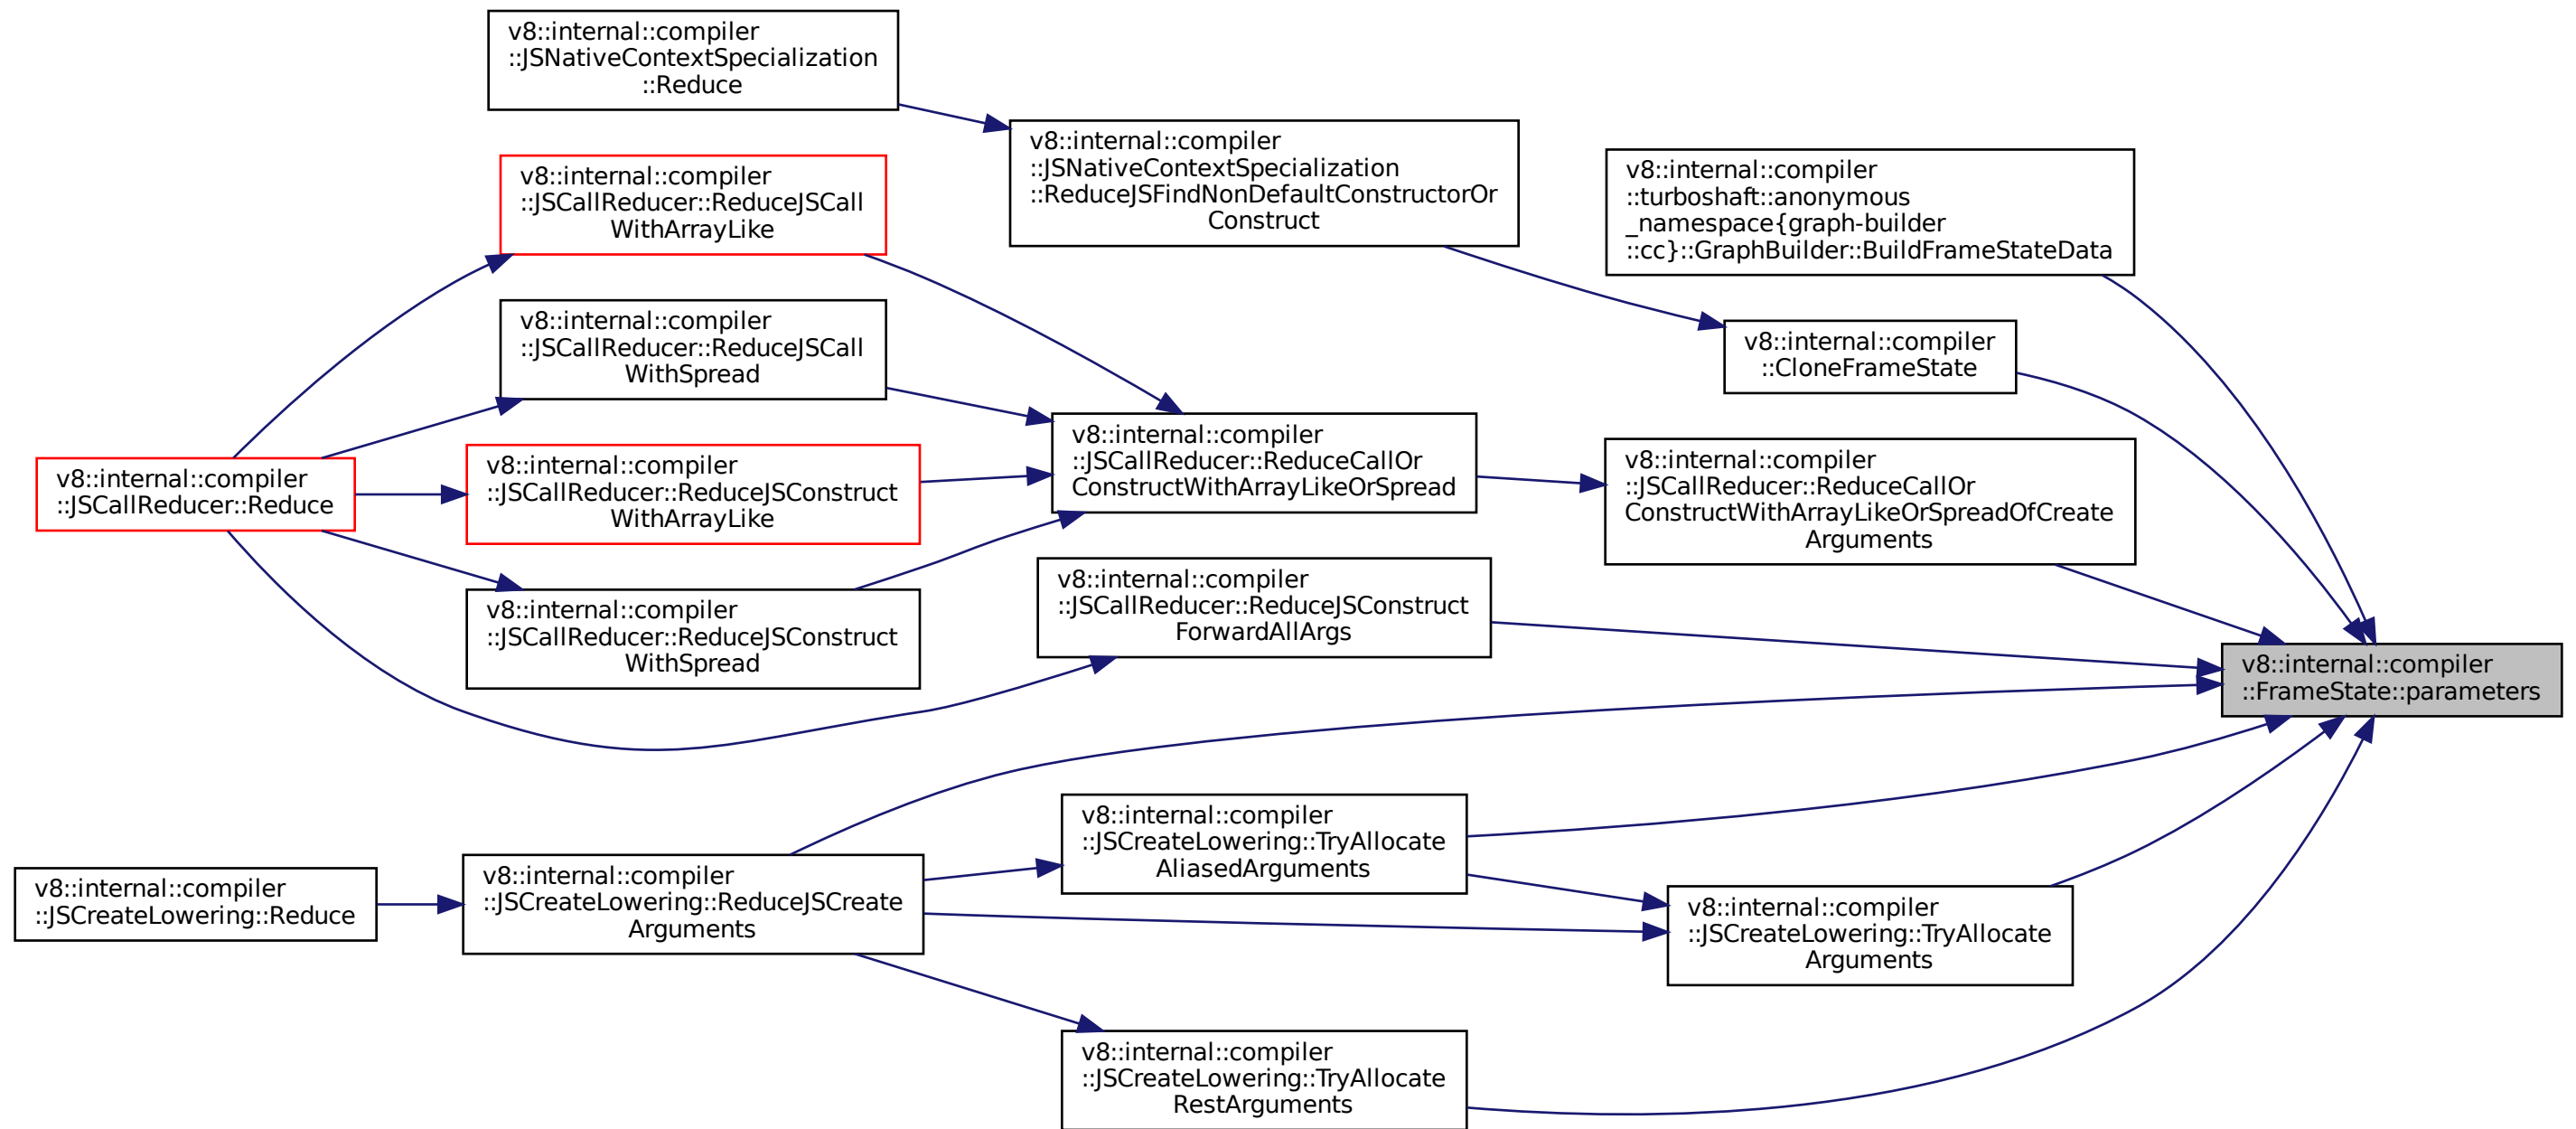 v8::internal::compiler
::JSNativeContextSpecialization
::Reduce
v8::internal::compiler
::JSNativeContextSpecialization
::ReduceJSFindNonDefaultConstructorOr
Construct
v8::internal::compiler
::turboshaft::anonymous
_namespace{graph-builder
::cc}::GraphBuilder::BuildFrameStateData
v8::internal::compiler
::JSCallReducer::ReduceJSCall
WithArrayLike
v8::internal::compiler
::JSCallReducer::ReduceJSCall
WithSpread
v8::internal::compiler
::CloneFrameState
v8::internal::compiler
::JSCallReducer::Reduce
v8::internal::compiler
::JSCallReducer::ReduceJSConstruct
WithArrayLike
v8::internal::compiler
::JSCallReducer::ReduceCallOr
ConstructWithArrayLikeOrSpread
v8::internal::compiler
::JSCallReducer::ReduceCallOr
ConstructWithArrayLikeOrSpreadOfCreate
Arguments
v8::internal::compiler
::JSCallReducer::ReduceJSConstruct
WithSpread
v8::internal::compiler
::JSCallReducer::ReduceJSConstruct
ForwardAllArgs
v8::internal::compiler
::FrameState::parameters
v8::internal::compiler
::JSCreateLowering::TryAllocate
AliasedArguments
v8::internal::compiler
::JSCreateLowering::Reduce
v8::internal::compiler
::JSCreateLowering::ReduceJSCreate
Arguments
v8::internal::compiler
::JSCreateLowering::TryAllocate
Arguments
v8::internal::compiler
::JSCreateLowering::TryAllocate
RestArguments